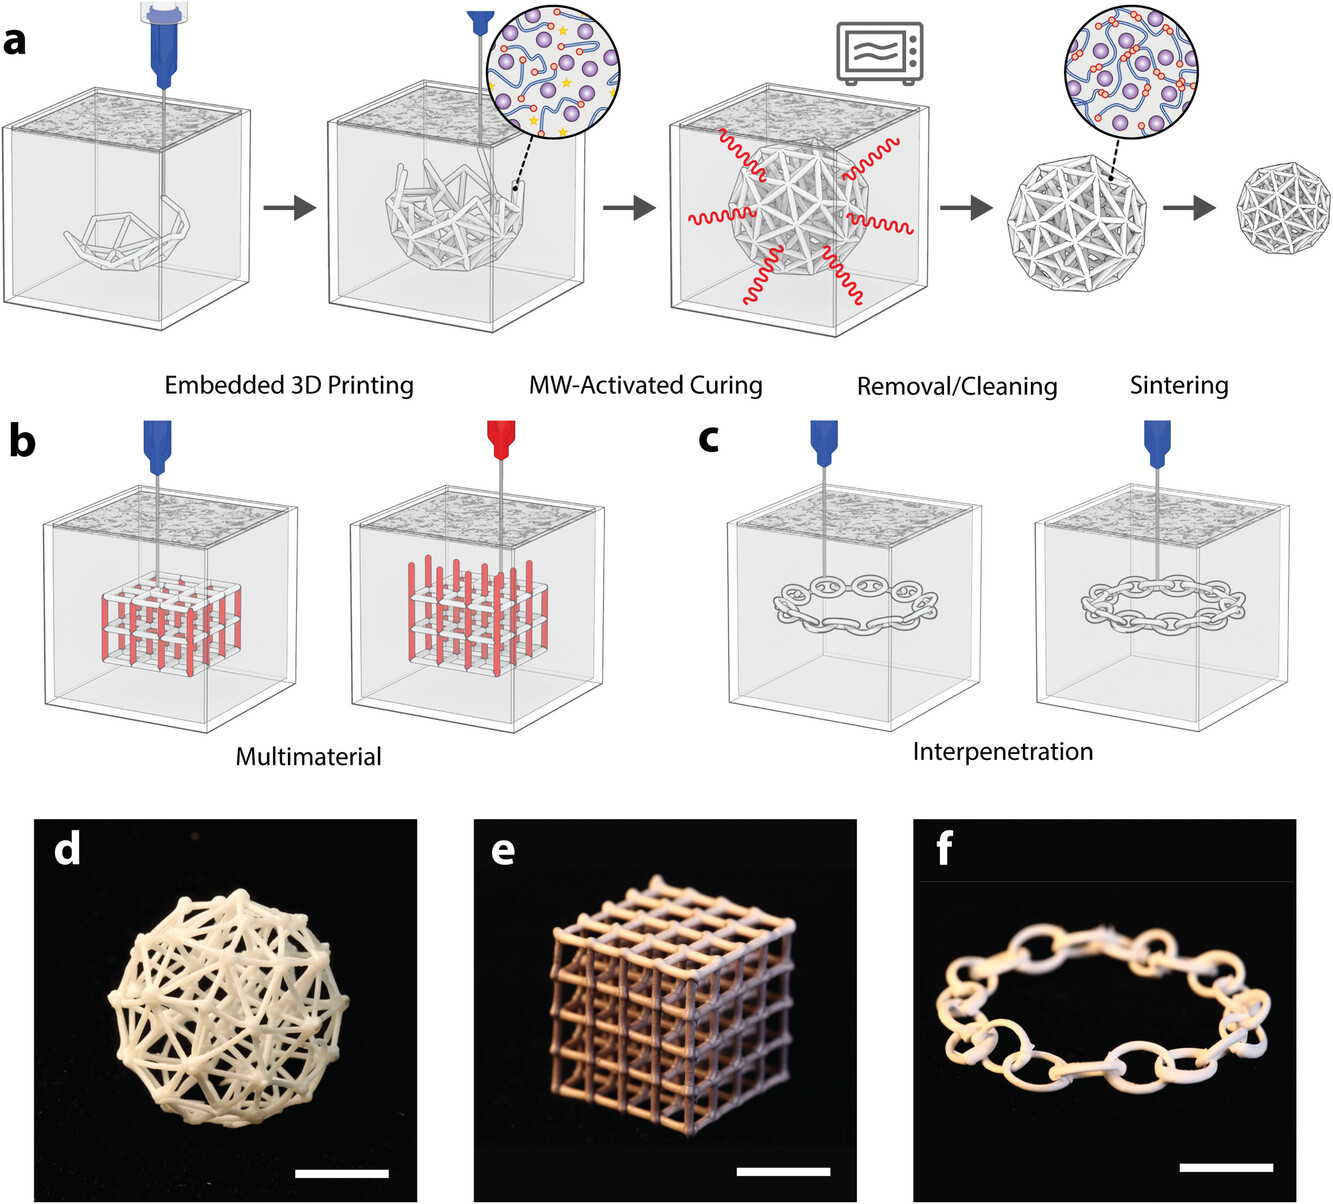 a
Embedded 3D Printing
MW-Activated Curing
Removal/Cleaning
Sintering
b
c
Multimaterial
Interpenetration
d
e
f